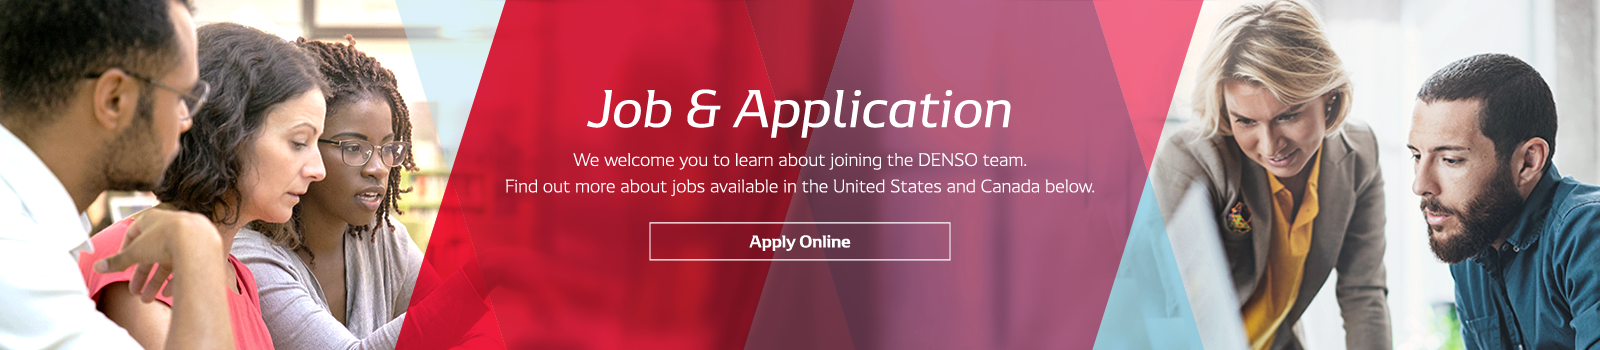 Job & Application
We welcome you to learn about joining the DENSO team.
Find out more about jobs available in the United States and Canada below.
Apply Online